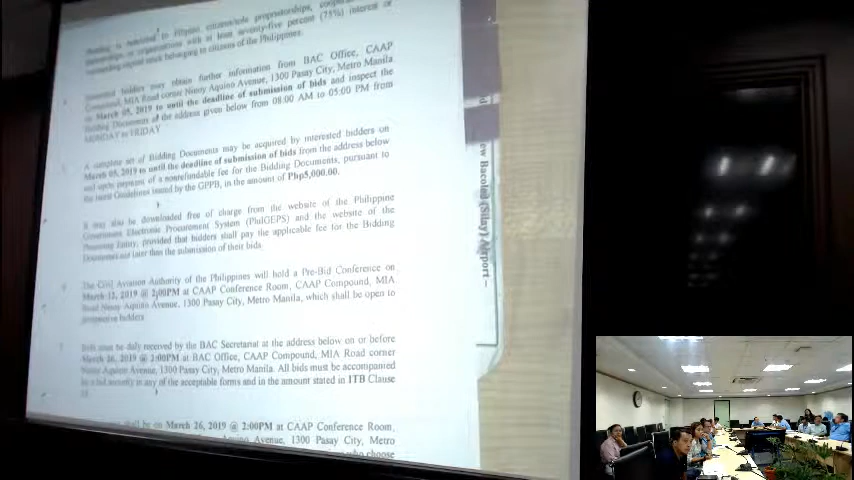 Bidding is restricted to Filipino citizens/sole proprietorships,
partnerships, or organizations with at least seventy-five percent (75%) interest or
outstanding capital stock belonging to citizens of the Philippines.
Interested bidders may obtain further information from BAC Office, CAAP
Compound, MIA Road corner Ninoy Aquino Avenue, 1300 Pasay City, Metro Manila
on March 05, 2019 to until the deadline of submission of bids and inspect the
Bidding Documents at the address given below from 08:00 AM to 05:00 PM from
MONDAY to FRIDAY
A complete set of Bidding Documents may be acquired by interested bidders on
March 05, 2019 to until the deadline of submission of bids from the address below
and upon payment of a nonrefundable fee for the Bidding Documents, pursuant to
the latest Guidelines issued by the GPPB, in the amount of Php5,000.00.
It may also be downloaded free of charge from the website of the Philippine
Government Electronic Procurement System (PhilGEPS) and the website of the
Procuring Entity, provided that bidders shall pay the applicable fee for the Bidding
Documents not later than the submission of their bids
The Civil Aviation Authority of the Philippines will hold a Pre-Bid Conference on
March 12, 2019 @ 2:00PM at CAAP Conference Room, CAAP Compound, MIA
Road Ninoy Aquino Avenue, 1300 Pasay City, Metro Manila, which shall be open to
prospective bidders
Bids must be duly received by the BAC Secretariat at the address below on or before
March 26, 2019 @ 2:00PM at BAC Office, CAAP Compound, MIA Road corner
Ninoy Aquino Avenue, 1300 Pasay City, Metro Manila. All bids must be accompanied
by a bid security in any of the acceptable forms and in the amount stated in ITB Clause
18.
shall be on March 26, 2019 @ 2:00PM at CAAP Conference Room,
Aquino Avenue, 1300 Pasay City, Metro
who choose
ew Bacolod (Silay) Airport –